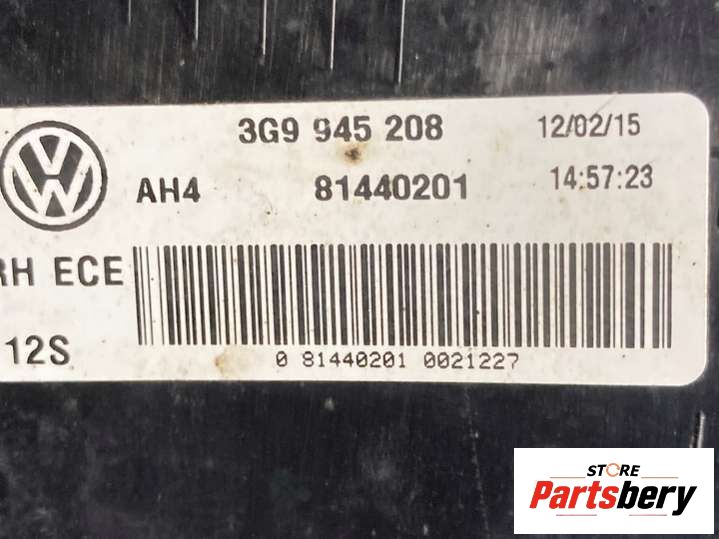 3G9 945 208 12/02/15
AH4 81440201 14:57:23
RH ECE
12S
0 81440201 0021227
STORE
Partsbery